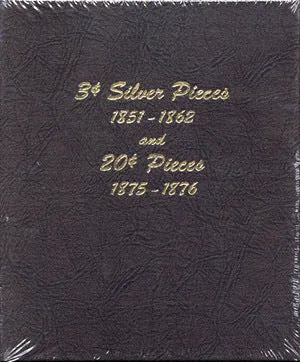 3¢ Silver Pieces
1851-1862
and
20¢ Pieces
1875-1876